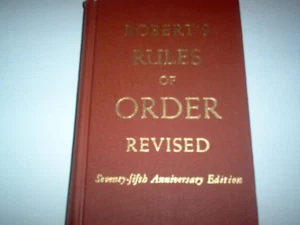 ROBERT'S
RULES
OF
ORDER
REVISED
Seventy-fifth Anniversary Edition